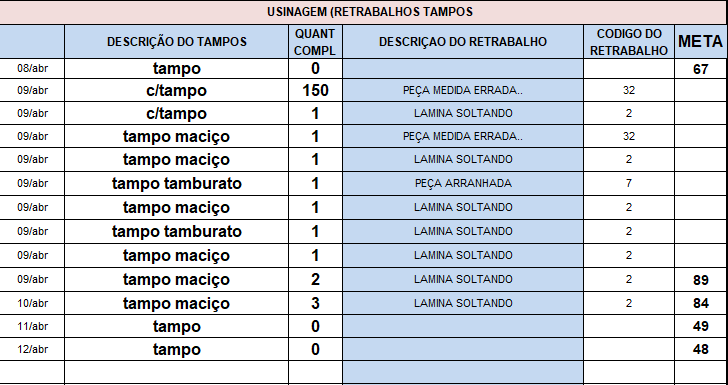 USINAGEM (RETRABALHOS TAMPOS
DESCRIÇÃO DO TAMPOS QUANT COMPL DESCRIÇAO DO RETRABALHO CODIGO DO RETRABALHO META
08/abr tampo 0 67
09/abr c/tampo 150 PEÇA MEDIDA ERRADA.. 32
09/abr c/tampo 1 LAMINA SOLTANDO 2
09/abr tampo maciço 1 PEÇA MEDIDA ERRADA.. 32
09/abr tampo maciço 1 LAMINA SOLTANDO 2
09/abr tampo tamburato 1 PEÇA ARRANHADA 7
09/abr tampo maciço 1 LAMINA SOLTANDO 2
09/abr tampo tamburato 1 LAMINA SOLTANDO 2
09/abr tampo maciço 1 LAMINA SOLTANDO 2
09/abr tampo maciço 2 LAMINA SOLTANDO 2 89
10/abr tampo maciço 3 LAMINA SOLTANDO 2 84
11/abr tampo 0 49
12/abr tampo 0 48